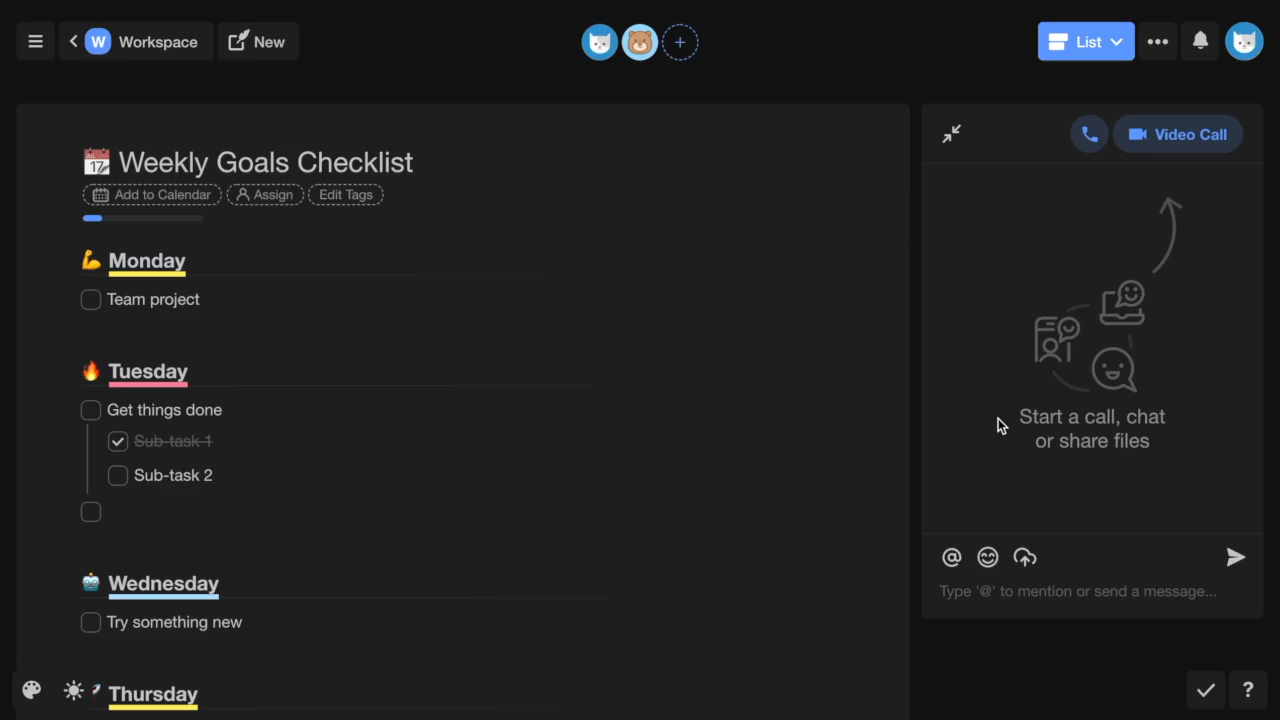 W Workspace
New
List
Video Call
JUL
17
Weekly Goals Checklist
Add to Calendar
Assign
Edit Tags
Monday
Team project
Tuesday
Get things done
Sub-task 1
Sub-task 2
Wednesday
Try something new
Thursday
Start a call, chat
or share files
Type '@' to mention or send a message...
?